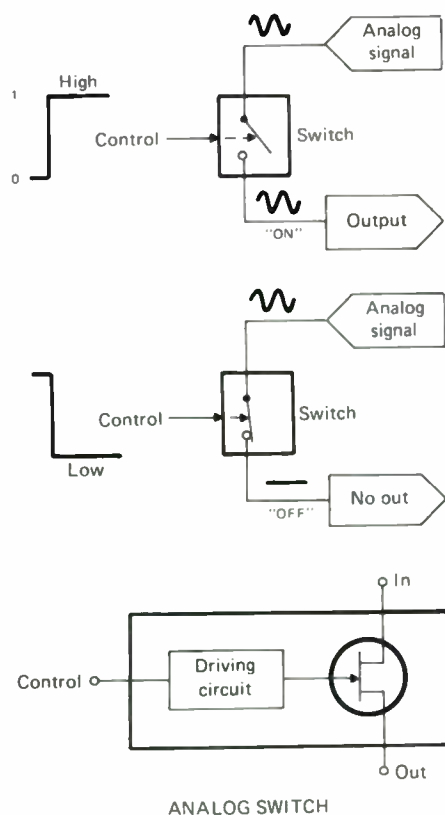 Analog
signal
1
High
Control
Switch
0
"ON"
Output
Analog
signal
Control
Switch
Low
"OFF"
No out
In
Control
Driving
circuit
Out
ANALOG SWITCH